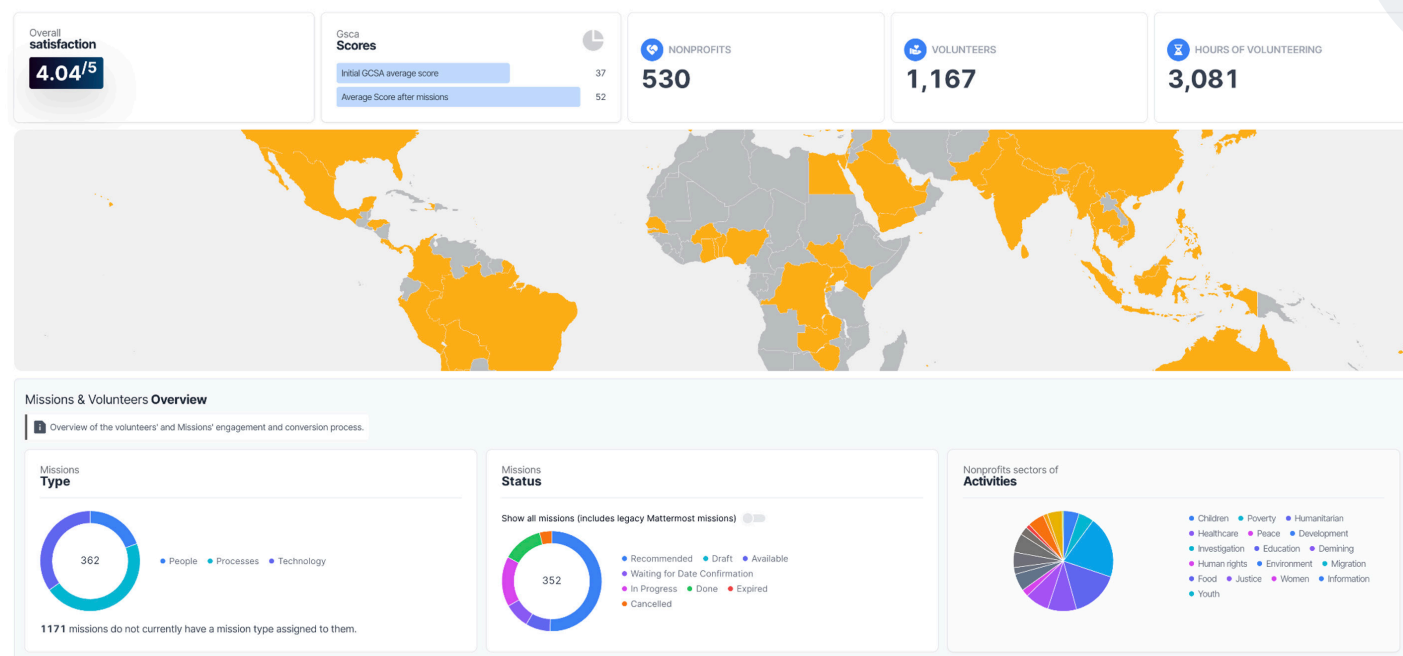 Overall
satisfaction
4.04/5
Gsca
Scores
Initial GCSA average score 37
Average Score after missions 52
NONPROFITS
530
VOLUNTEERS
1,167
HOURS OF VOLUNTEERING
3,081
Missions & Volunteers Overview
Overview of the volunteers' and Missions' engagement and conversion process.
Missions
Type
362
People Processes Technology
1171 missions do not currently have a mission type assigned to them.
Missions
Status
Show all missions (includes legacy Mattermost missions)
352
Recommended Draft Available
Waiting for Date Confirmation
In Progress Done Expired
Cancelled
Nonprofits sectors of
Activities
Children Poverty Humanitarian
Healthcare Peace Development
Investigation Education Demining
Human rights Environment Migration
Food Justice Women Information
Youth